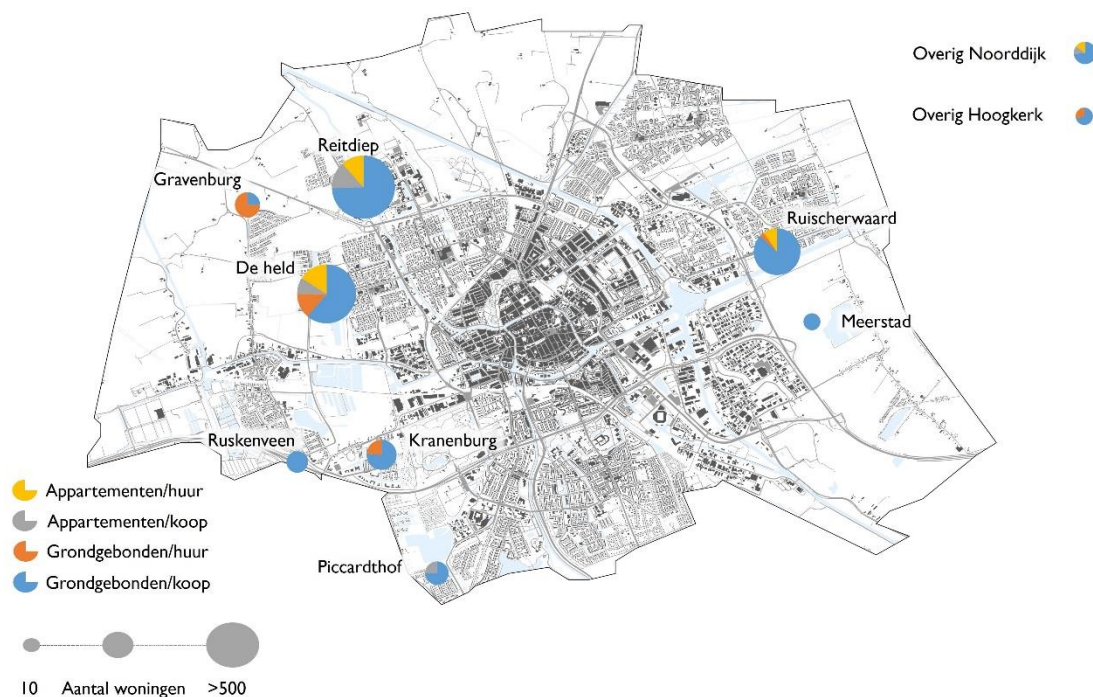 Overig Noorddijk
Overig Hoogkerk
Reitdiep
Gravenburg
Ruischerwaard
De held
Meerstad
Ruskenveen
Kranenburg
Appartementen/huur
Appartementen/koop
Grondgebonden/huur
Grondgebonden/koop
Piccardthof
10 Aantal woningen >500